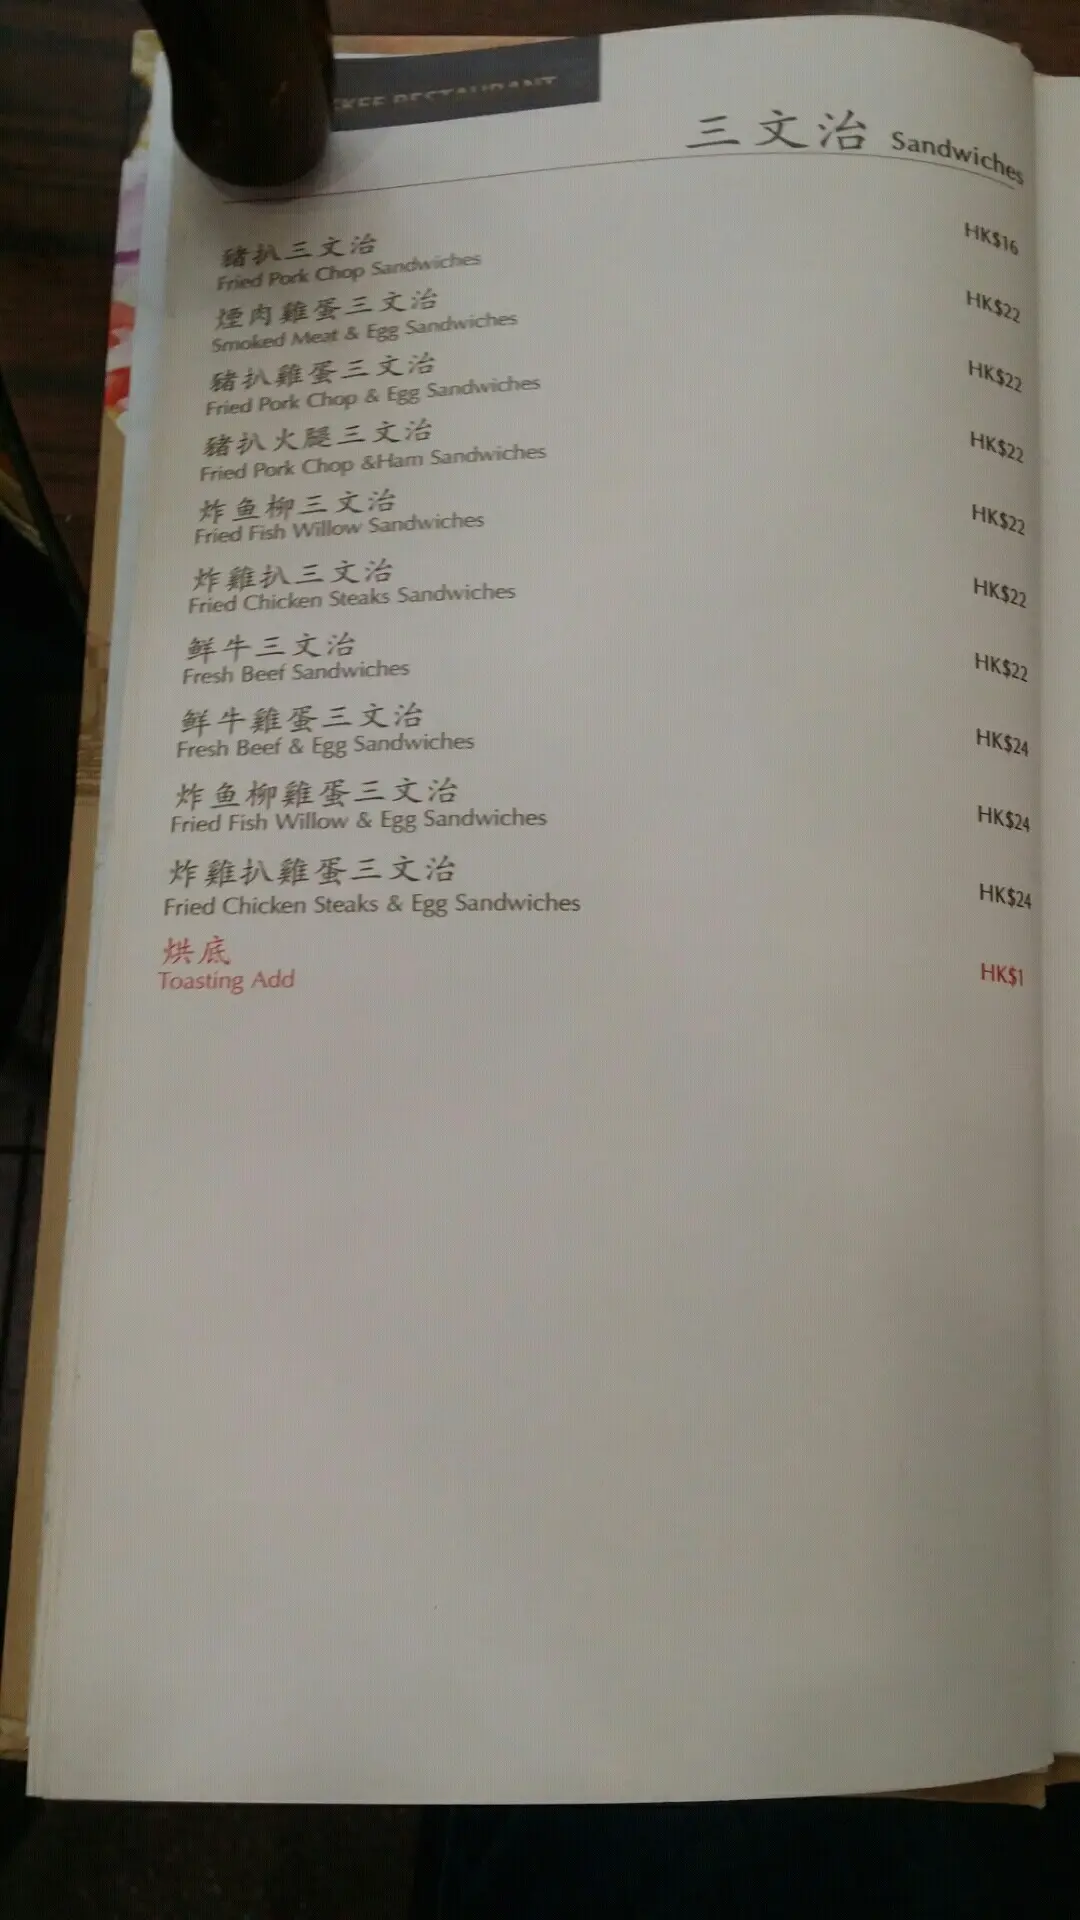 RESTAURANT
三文治 Sandwiches
豬扒三文治 HK$16
Fried Pork Chop Sandwiches
煙肉雞蛋三文治 HK$22
Smoked Meat & Egg Sandwiches
豬扒雞蛋三文治 HK$22
Fried Pork Chop & Egg Sandwiches
豬扒火腿三文治 HK$22
Fried Pork Chop &Ham Sandwiches
炸鱼柳三文治 HK$22
Fried Fish Willow Sandwiches
炸雞扒三文治 HK$22
Fried Chicken Steaks Sandwiches
鲜牛三文治 HK$22
Fresh Beef Sandwiches
鲜牛雞蛋三文治 HK$24
Fresh Beef & Egg Sandwiches
炸鱼柳雞蛋三文治 HK$24
Fried Fish Willow & Egg Sandwiches
炸雞扒雞蛋三文治 HK$24
Fried Chicken Steaks & Egg Sandwiches
烘底 HK$1
Toasting Add